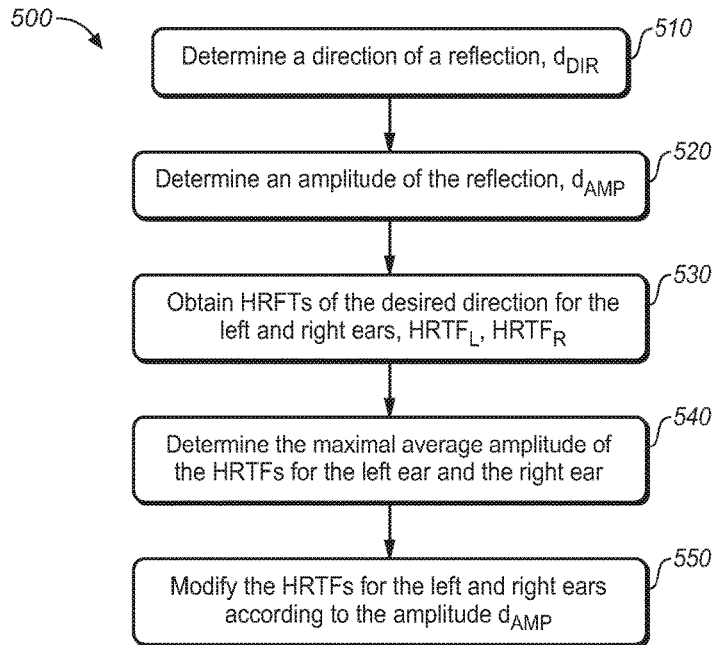 500
510
Determine a direction of a reflection, dDIR
520
Determine an amplitude of the reflection, dAMP
530
Obtain HRFTs of the desired direction for the
left and right ears, HRTFL, HRTFR
540
Determine the maximal average amplitude of
the HRTFs for the left ear and the right ear
550
Modify the HRTFs for the left and right ears
according to the amplitude dAMP